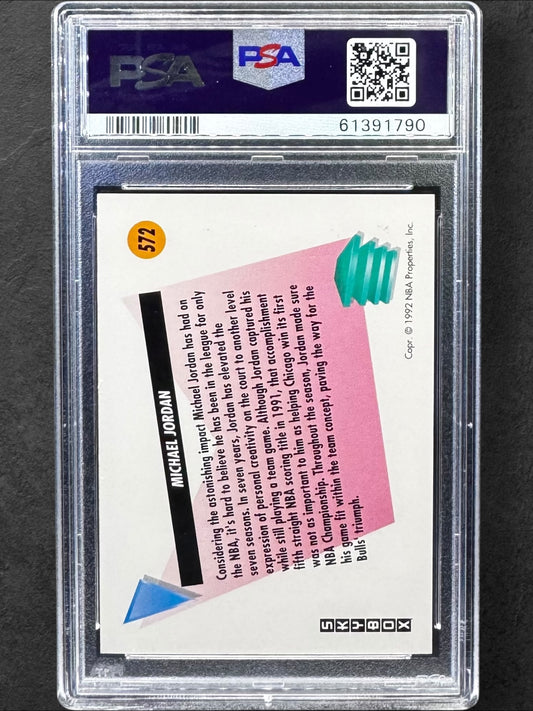 PSA
PSA
61391790
572
MICHAEL JORDAN
Considering the astonishing impact Michael Jordan has had on
the NBA, it's hard to believe he has been in the league for only
seven seasons. In seven years, Jordan has elevated the
expression of personal creativity on the court to another level
while still playing a team game. Although Jordan captured his
fifth straight NBA scoring title in 1991, that accomplishment
was not as important to him as helping Chicago win its first
NBA Championship. Throughout the season, Jordan made sure
his game fit within the team concept, paving the way for the
Bulls' triumph.
SKYBOX
Copr. © 1992 NBA Properties, Inc.